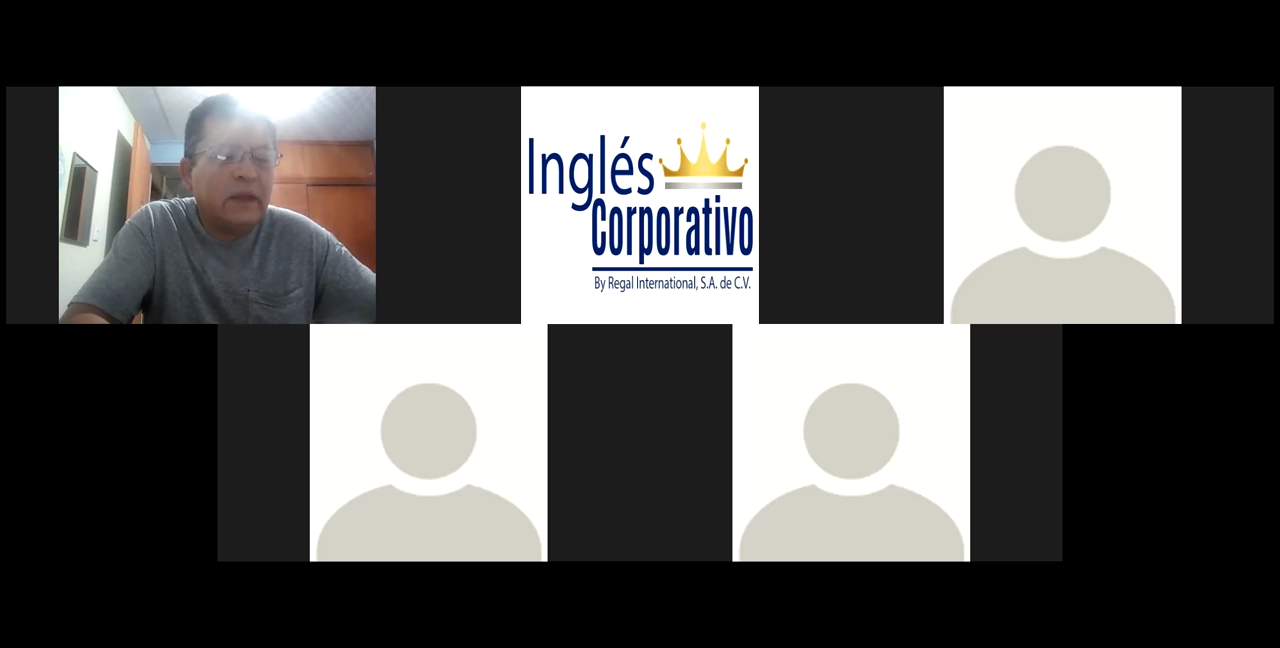 Inglés
Corporativo
By Regal International, S.A. de C.V.